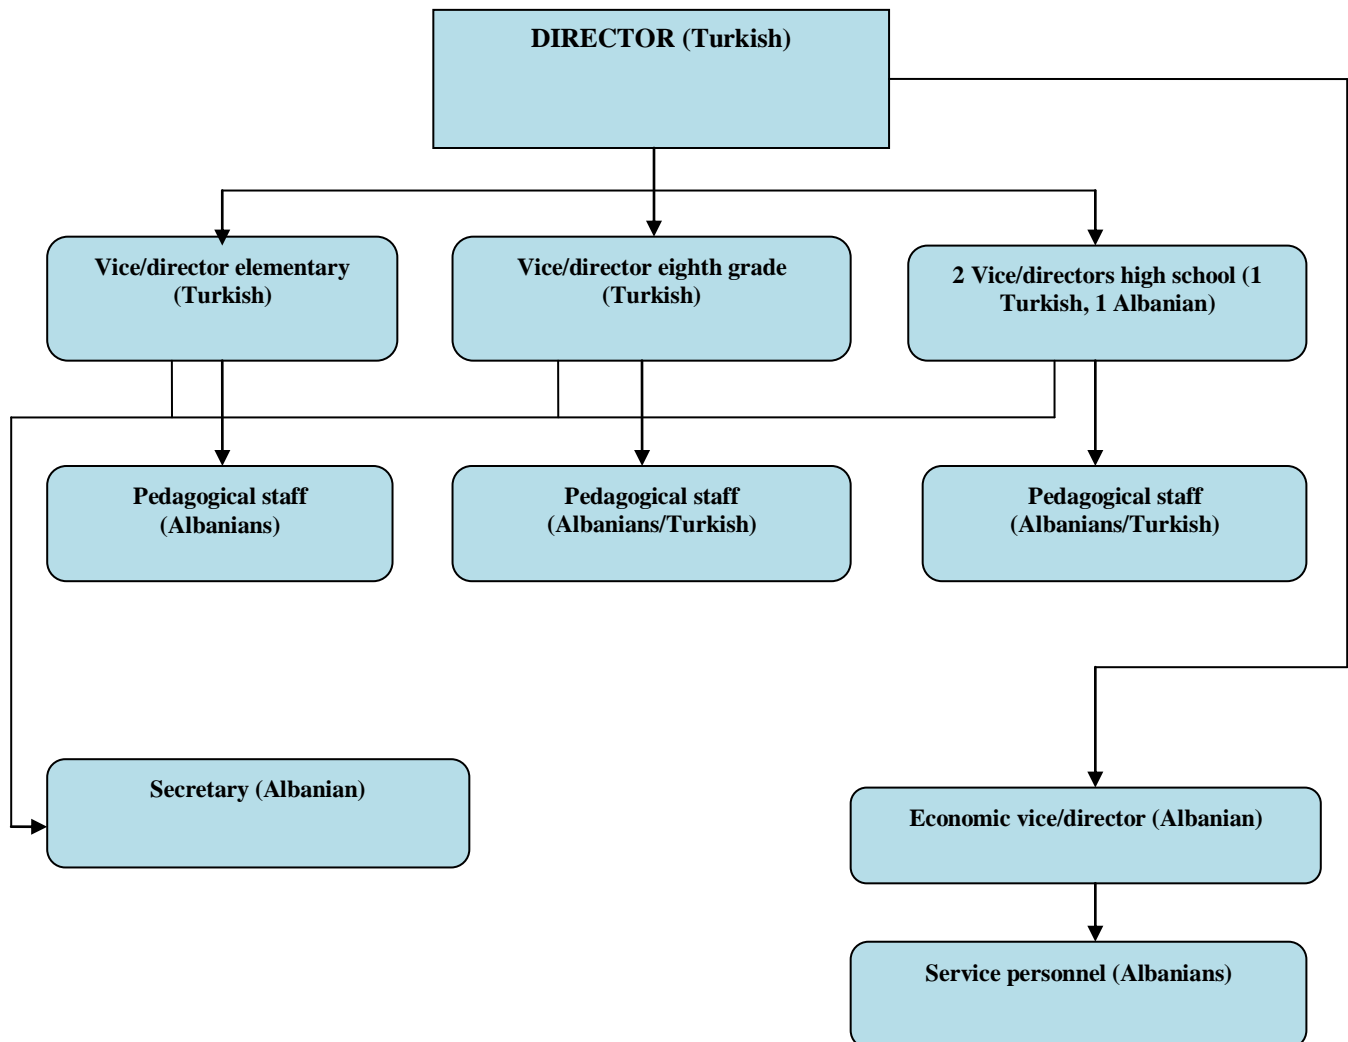 DIRECTOR (Turkish)
Vice/director elementary
(Turkish)
Vice/director eighth grade
(Turkish)
2 Vice/directors high school (1
Turkish, 1 Albanian)
Pedagogical staff
(Albanians)
Pedagogical staff
(Albanians/Turkish)
Pedagogical staff
(Albanians/Turkish)
Secretary (Albanian)
Economic vice/director (Albanian)
Service personnel (Albanians)